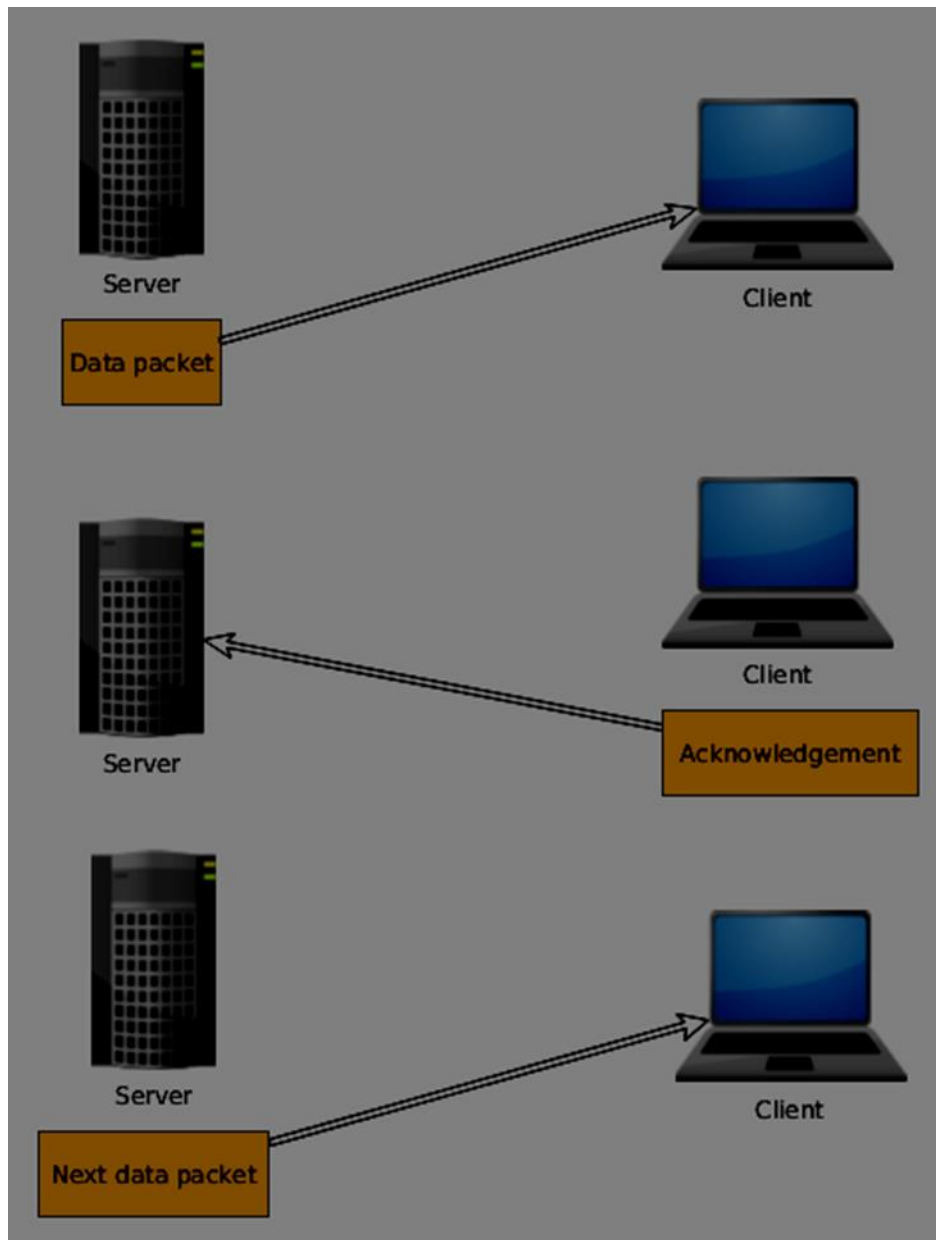 Server
Client
Data packet
Client
Server
Acknowledgement
Server
Client
Next data packet